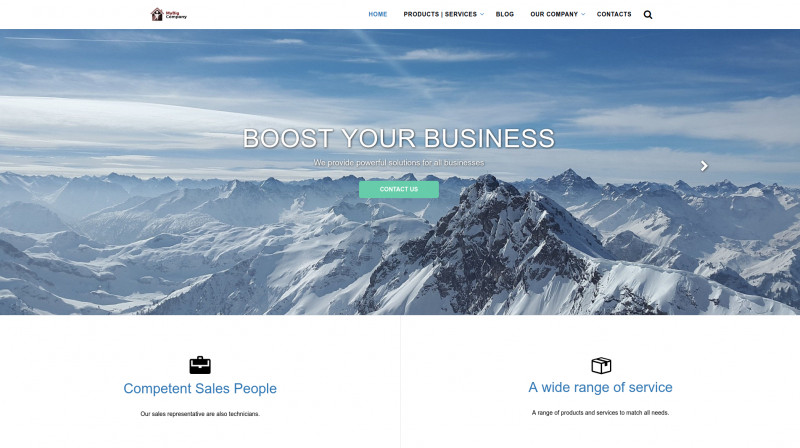 MyBig
Company
HOME
PRODUCTS | SERVICES
BLOG
OUR COMPANY
CONTACTS
BOOST YOUR BUSINESS
We provide powerful solutions for all businesses
CONTACT US
Competent Sales People
Our sales representative are also technicians.
A wide range of service
A range of products and services to match all needs.